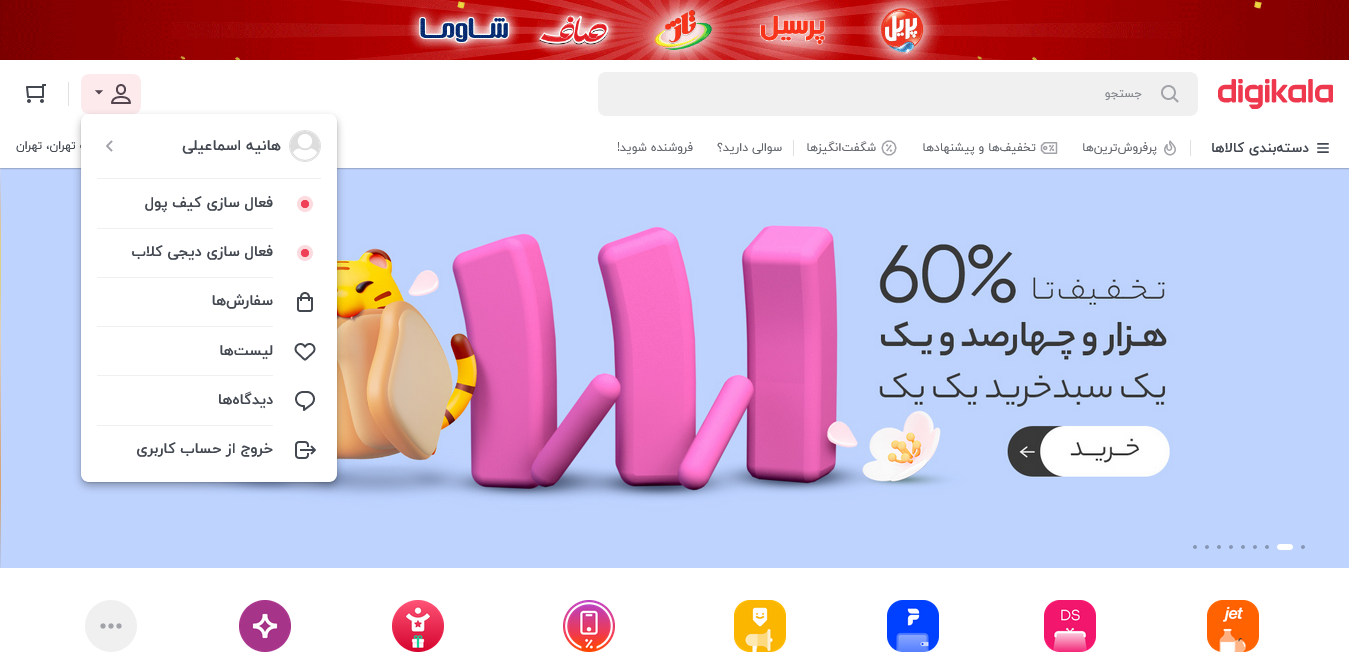 پریل
پرسیل
تاژ
صاف
شاوما
digikala
جستجو
دسته‌بندی کالاها
پرفروش‌ترین‌ها
تخفیف‌ها و پیشنهادها
شگفت‌انگیزها
سوالی دارید؟
فروشنده شوید!
تهران، تهران
هانیه اسماعیلی
فعال سازی کیف پول
فعال سازی دیجی کلاب
سفارش‌ها
لیست‌ها
دیدگاه‌ها
خروج از حساب کاربری
تخفیف تا 60%
هزار و چهارصد و یک
یک سبد خرید یک یک
خرید
jet
DS